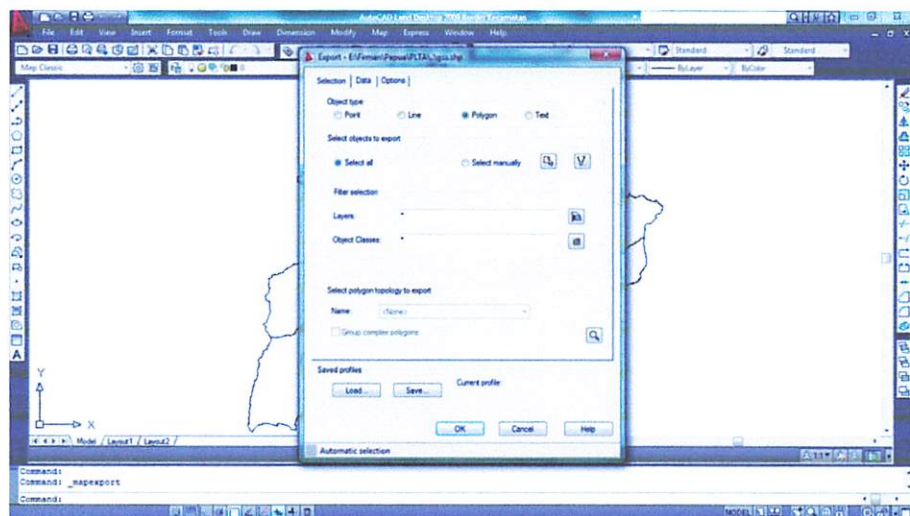 AutoCAD Land Desktop 2009 Border Kecamatan
File Edit View Insert Format Tools Draw Dimension Modify Map Express Window Help
Standard Standard
Map Classic 0 ByLayer ByColor
Selection Data Options
Object type
Point Line Polygon Text
Select objects to export
Select all Select manually
Filter selection
Layers: *
Object Classes: *
Select polygon topology to export
Name: <None>
Group complex polygons
Saved profiles
Load... Save... Current profile:
OK Cancel Help
Automatic selection
Y
X
Model Layout1 Layout2
A
1:1
Command:
Command: _mapexport
Command:
MODEL